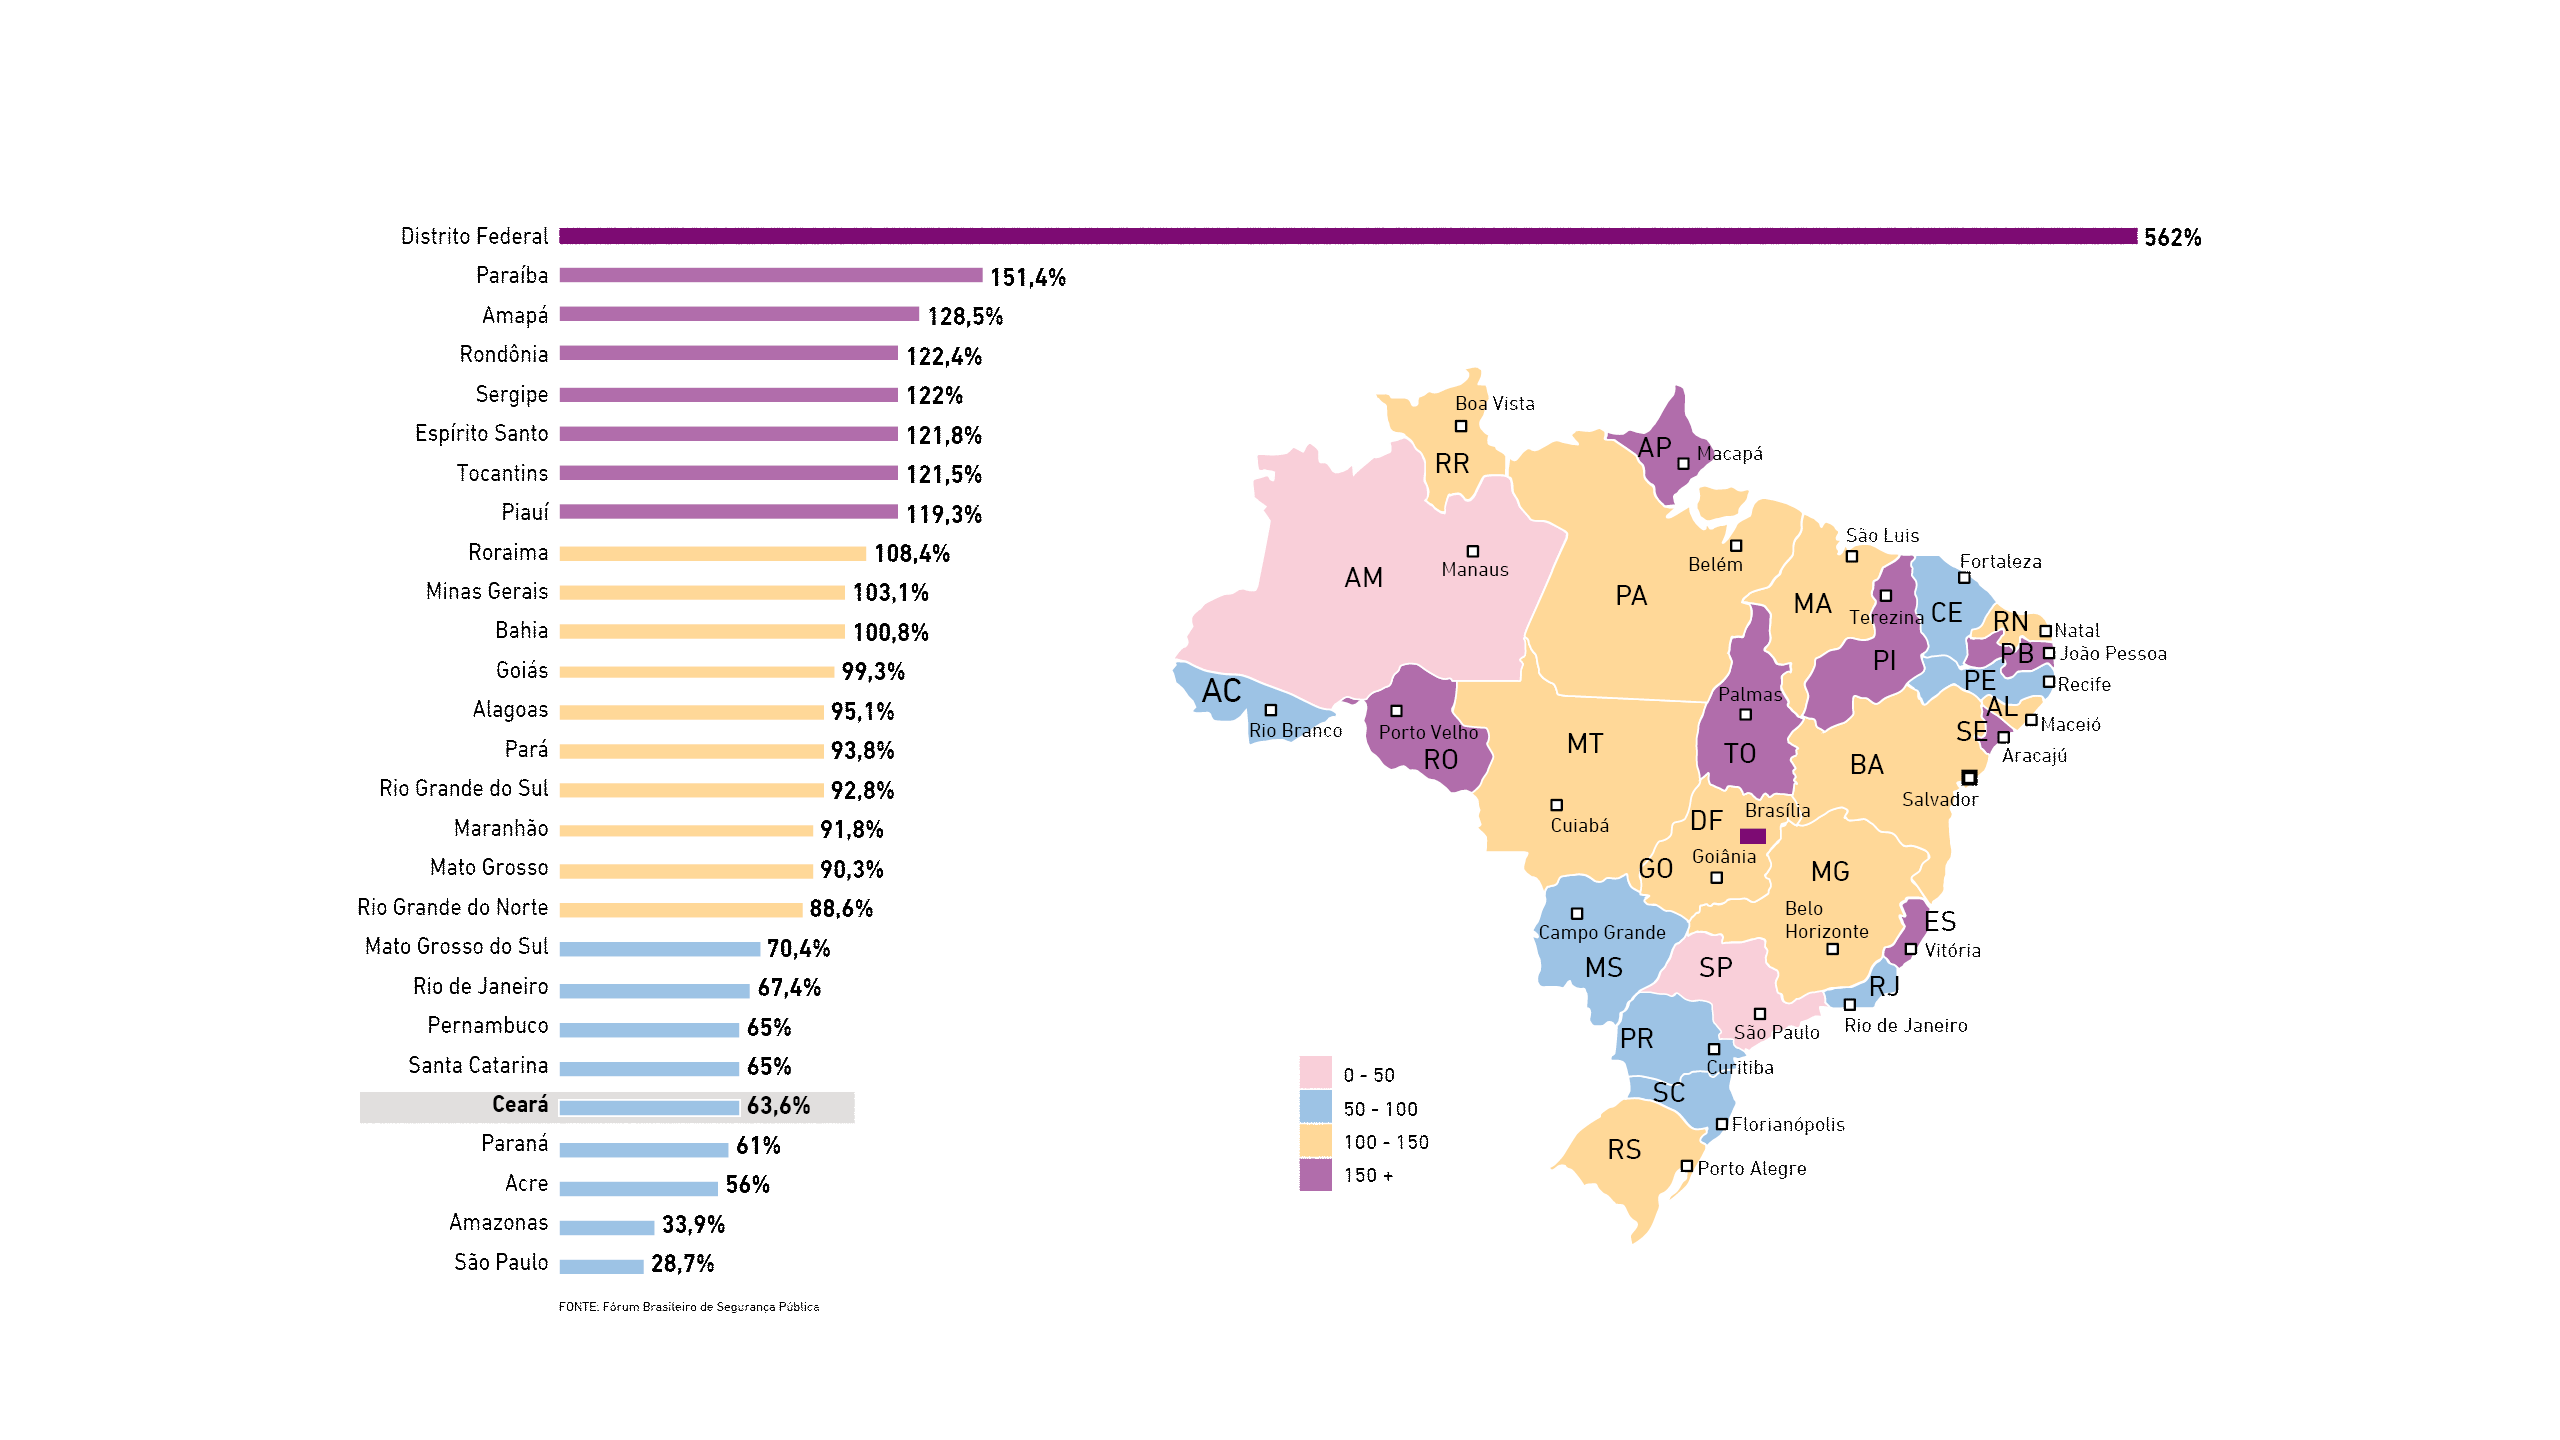 Distrito Federal 562%
Paraíba 151,4%
Amapá 128,5%
Rondônia 122,4%
Sergipe 122%
Espírito Santo 121,8%
Tocantins 121,5%
Piauí 119,3%
Roraima 108,4%
Minas Gerais 103,1%
Bahia 100,8%
Goiás 99,3%
Alagoas 95,1%
Pará 93,8%
Rio Grande do Sul 92,8%
Maranhão 91,8%
Mato Grosso 90,3%
Rio Grande do Norte 88,6%
Mato Grosso do Sul 70,4%
Rio de Janeiro 67,4%
Pernambuco 65%
Santa Catarina 65%
Ceará 63,6%
Paraná 61%
Acre 56%
Amazonas 33,9%
São Paulo 28,7%
FONTE: Fórum Brasileiro de Segurança Pública
Boa Vista
RR
AP
Macapá
AM
Manaus
PA
Belém
São Luis
MA
Terezina
PI
Fortaleza
CE
RN
Natal
PB
João Pessoa
PE
Recife
AL
Maceió
SE
Aracajú
AC
Rio Branco
Porto Velho
RO
MT
Cuiabá
Palmas
TO
BA
Salvador
DF
Brasília
Goiânia
GO
MG
Belo
Horizonte
ES
Vitória
Campo Grande
MS
SP
São Paulo
RJ
Rio de Janeiro
PR
Curitiba
SC
Florianópolis
RS
Porto Alegre
0 - 50
50 - 100
100 - 150
150 +